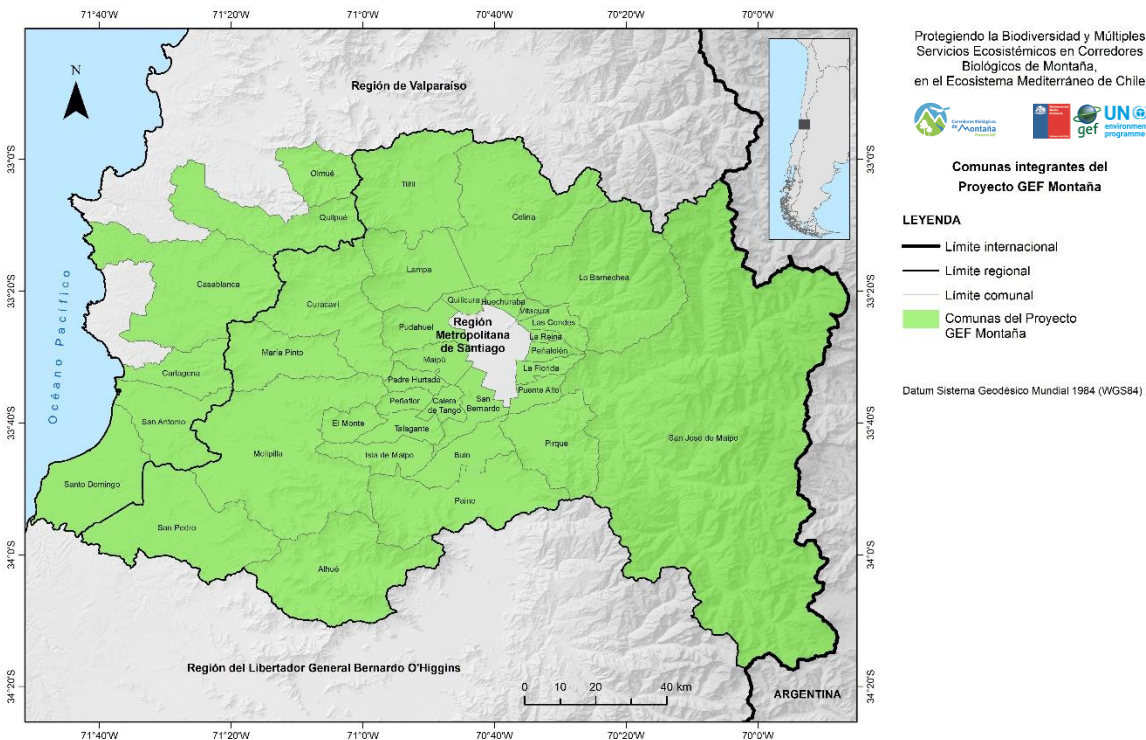 71°40'W 71°20'W 71°0'W 70°40'W 70°20'W 70°0'W
N
Región de Valparaíso
33°0'S 33°0'S
Olmué
Tiltil
Quilpué
Colina
33°20'S 33°20'S
Casablanca
Lampa
Lo Barnechea
Curacaví
Quilicura
Huechuraba
Vitacura
Pudahuel
Región
Metropolitana
de Santiago
Las Condes
La Reina
Peñalolén
María Pinto
Maipú
Cartagena
Padre Hurtado
La Florida
Peñaflor
Calera
de Tango
San
Bernardo
Puente Alto
33°40'S 33°40'S
San Antonio
El Monte
Talagante
Pirque
San José de Maipo
Melipilla
Isla de Maipo
Buin
Santo Domingo
Paine
San Pedro
34°0'S 34°0'S
Alhué
Océano Pacífico
Región del Libertador General Bernardo O'Higgins
0 10 20 40 km
ARGENTINA
34°20'S 34°20'S
71°40'W 71°20'W 71°0'W 70°40'W 70°20'W 70°0'W
Protegiendo la Biodiversidad y Múltiples
Servicios Ecosistémicos en Corredores
Biológicos de Montaña,
en el Ecosistema Mediterráneo de Chile
Corredores Biológicos
de Montaña
gef
UN
environment
programme
Comunas integrantes del
Proyecto GEF Montaña
LEYENDA
Límite internacional
Límite regional
Límite comunal
Comunas del Proyecto
GEF Montaña
Datum Sistema Geodésico Mundial 1984 (WGS84)